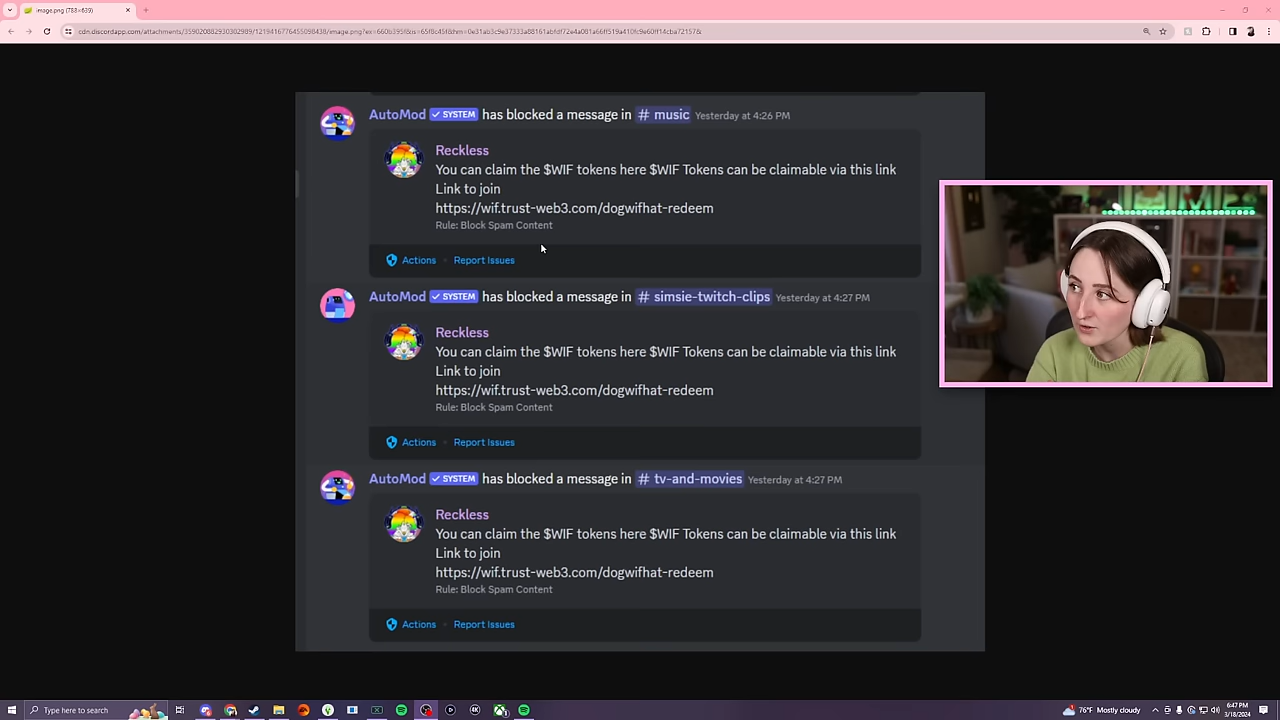 image.png (788×639)
AutoMod ✓ SYSTEM has blocked a message in # music Yesterday at 4:26 PM
Reckless
You can claim the $WIF tokens here $WIF Tokens can be claimable via this link
Link to join
https://wif.trust-web3.com/dogwifhat-redeem
Rule: Block Spam Content
Actions • Report Issues
AutoMod ✓ SYSTEM has blocked a message in # simsie-twitch-clips Yesterday at 4:27 PM
Reckless
You can claim the $WIF tokens here $WIF Tokens can be claimable via this link
Link to join
https://wif.trust-web3.com/dogwifhat-redeem
Rule: Block Spam Content
Actions • Report Issues
AutoMod ✓ SYSTEM has blocked a message in # tv-and-movies Yesterday at 4:27 PM
Reckless
You can claim the $WIF tokens here $WIF Tokens can be claimable via this link
Link to join
https://wif.trust-web3.com/dogwifhat-redeem
Rule: Block Spam Content
Actions • Report Issues
Type here to search
76°F Mostly cloudy
6:47 PM
3/18/2024